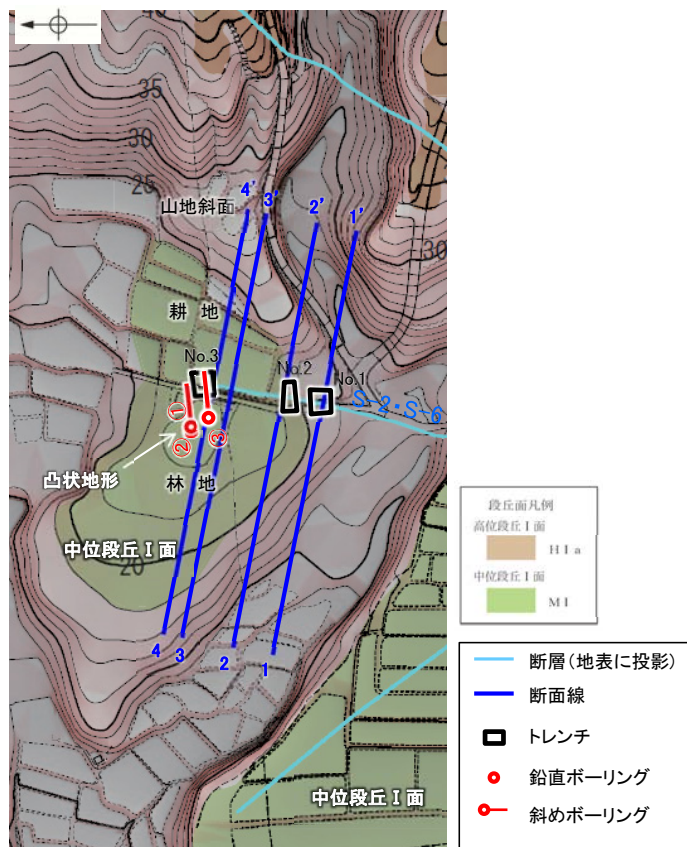 40
35
30
25
山地斜面
4'
3'
2'
1'
30
耕 地
No.3
No.2
No.1
S-2・S-6
①
②
③
凸状地形
林 地
中位段丘Ⅰ面
20
4
3
2
1
中位段丘Ⅰ面
段丘面凡例
高位段丘Ⅰ面
HⅠa
中位段丘Ⅰ面
MⅠ
断層(地表に投影)
断面線
トレンチ
鉛直ボーリング
斜めボーリング